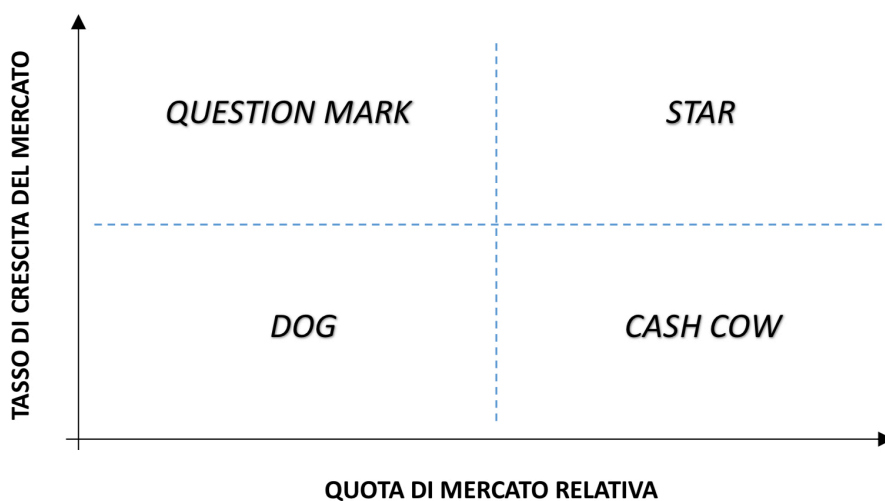 TASSO DI CRESCITA DEL MERCATO
QUESTION MARK
STAR
DOG
CASH COW
QUOTA DI MERCATO RELATIVA